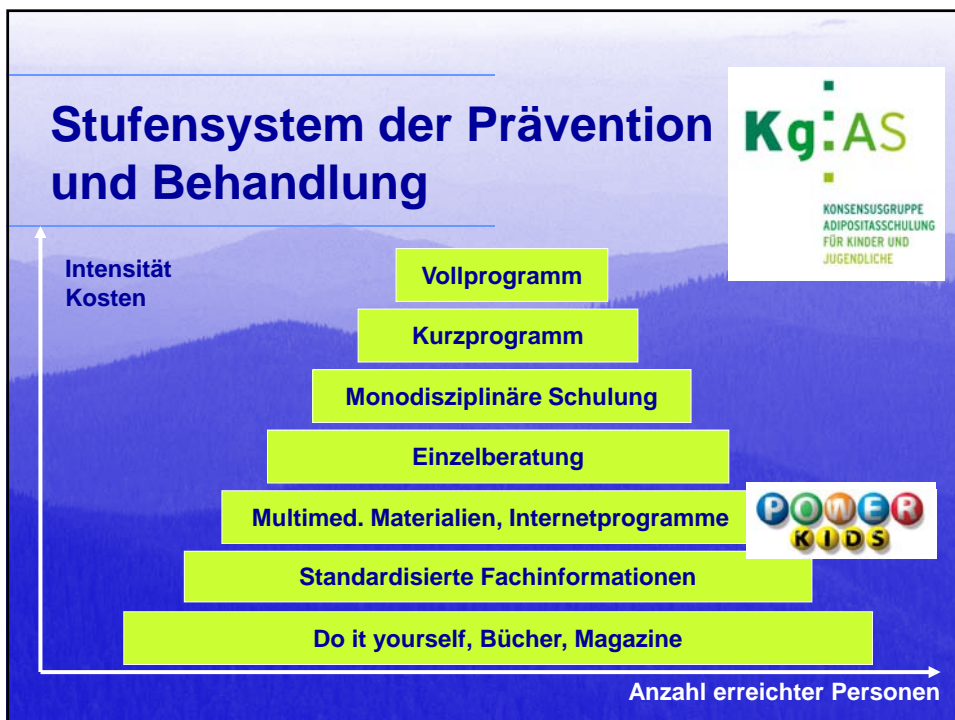 Stufensystem der Prävention
und Behandlung
Kg:AS
KONSENSUSGRUPPE
ADIPOSITASSCHULUNG
FÜR KINDER UND
JUGENDLICHE
Intensität
Kosten
Vollprogramm
Kurzprogramm
Monodisziplinäre Schulung
Einzelberatung
Multimed. Materialien, Internetprogramme
POWER
KIDS
Standardisierte Fachinformationen
Do it yourself, Bücher, Magazine
Anzahl erreichter Personen